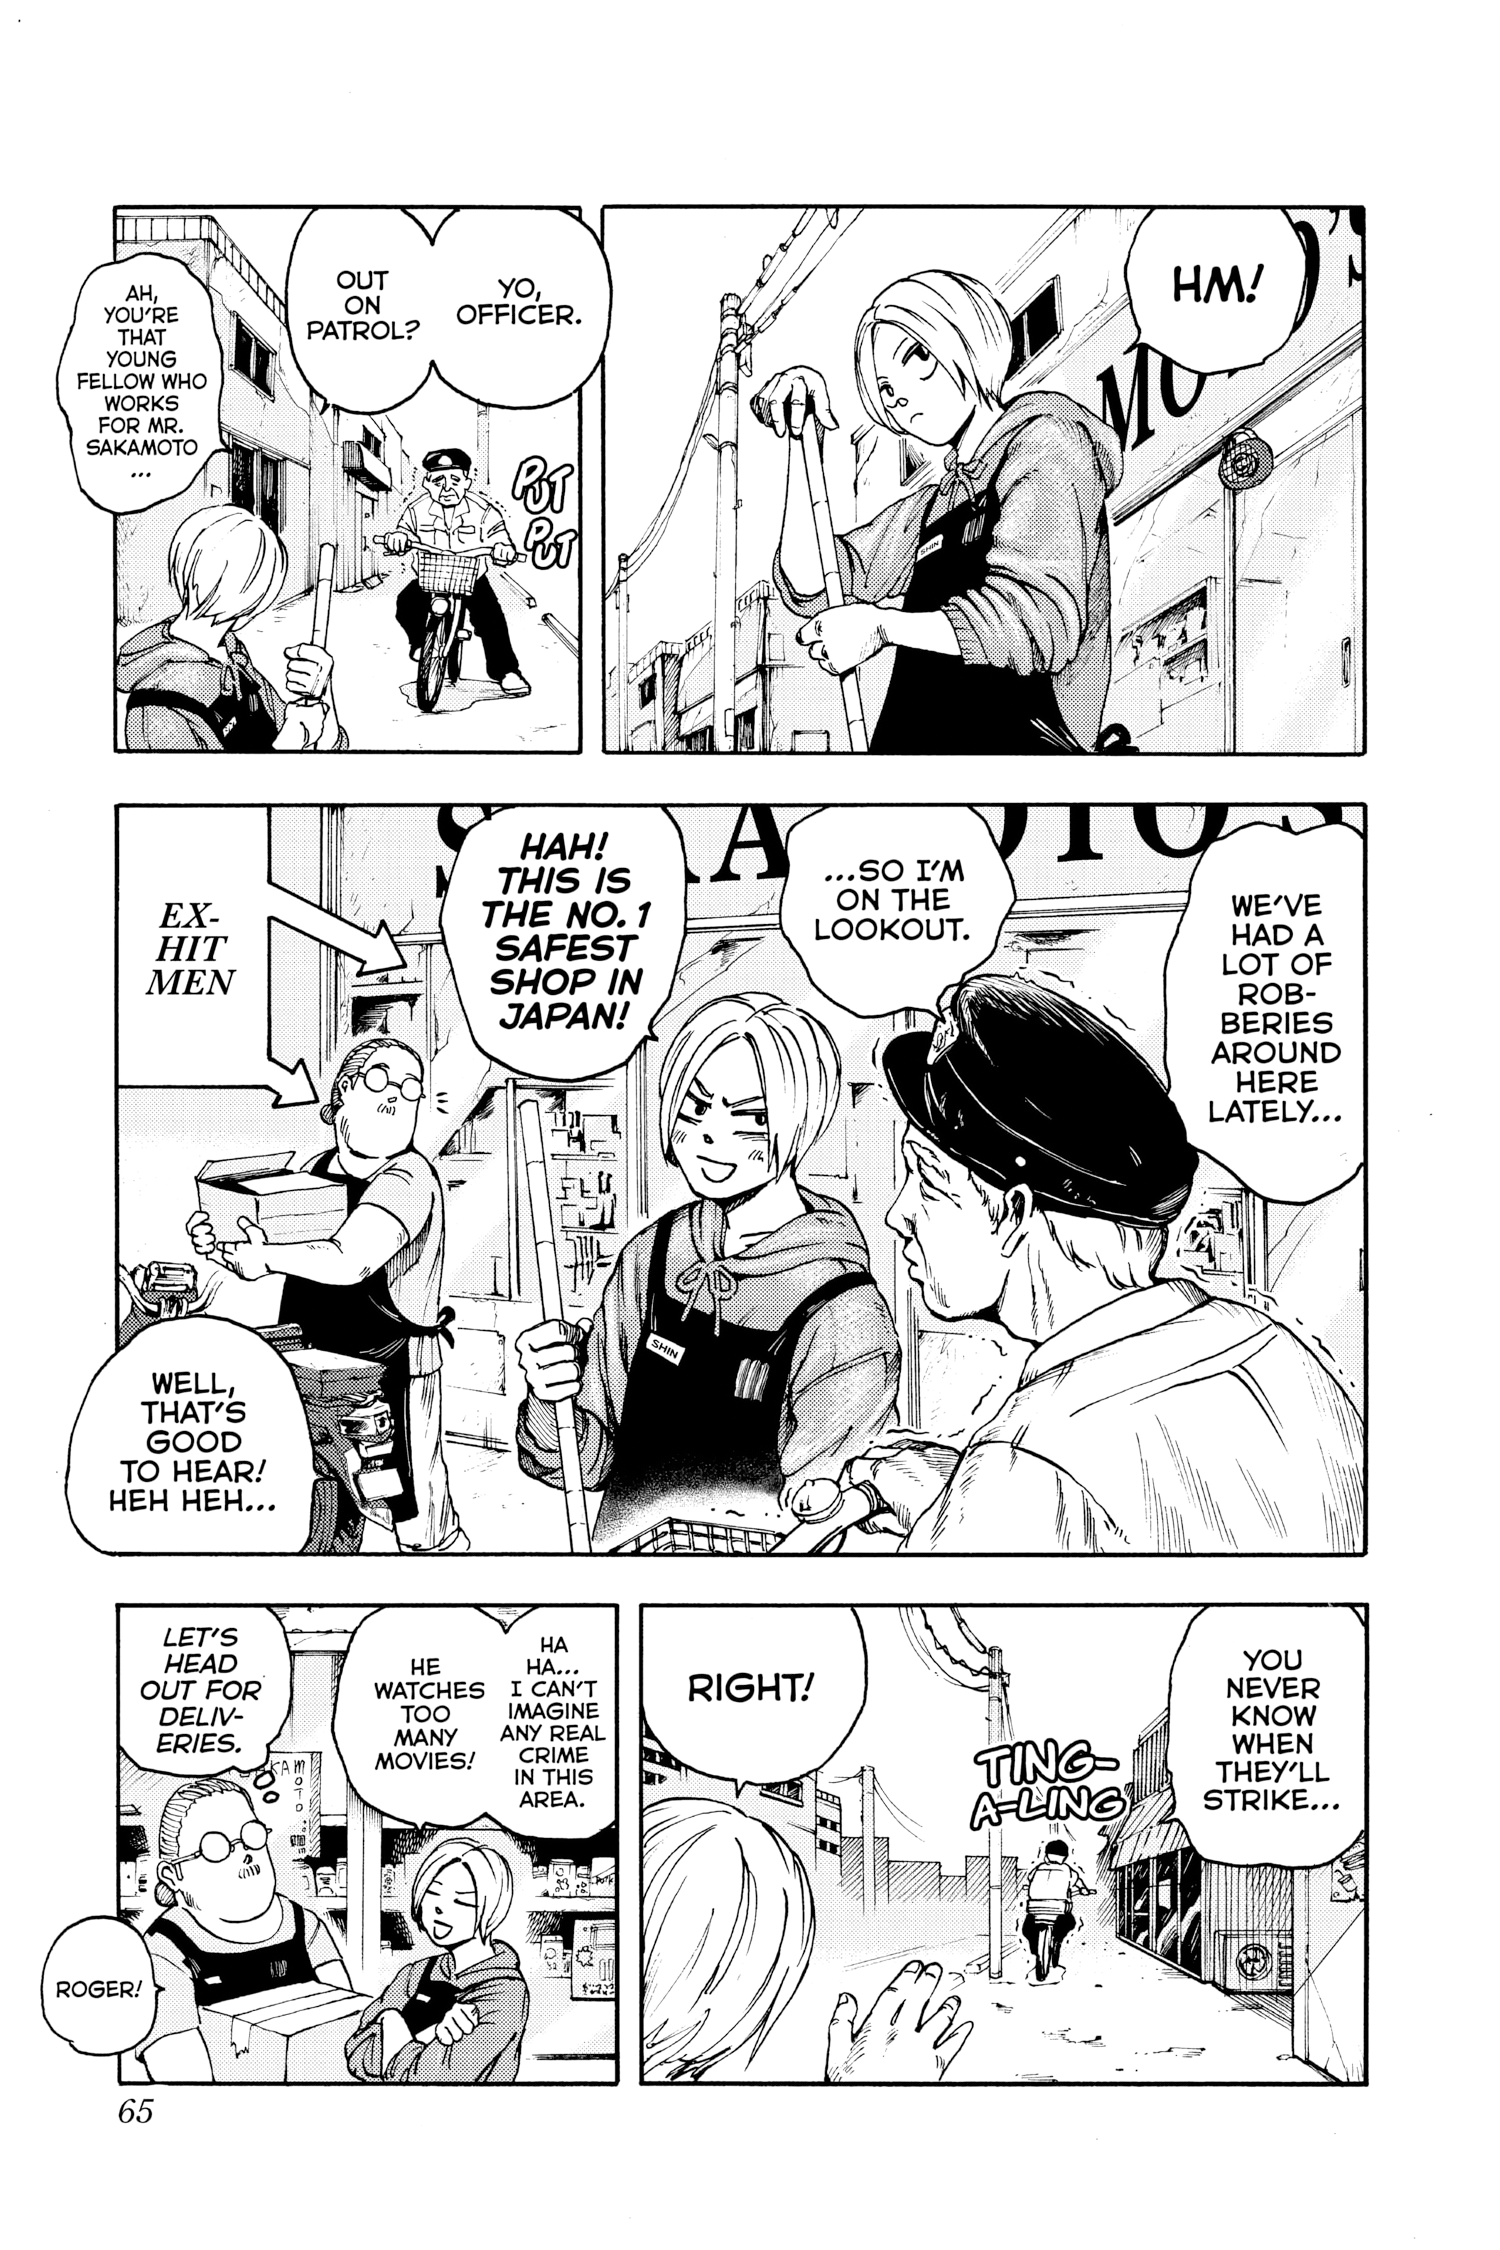 HM!
MO
O'S
SHIN
YO,
OFFICER.
OUT
ON
PATROL?
AH,
YOU'RE
THAT
YOUNG
FELLOW WHO
WORKS
FOR MR.
SAKAMOTO
...
PUT
PUT
WE'VE
HAD A
LOT OF
ROB-
BERIES
AROUND
HERE
LATELY...
...SO I'M
ON THE
LOOKOUT.
HAH!
THIS IS
THE NO. 1
SAFEST
SHOP IN
JAPAN!
EX-
HIT
MEN
SHIN
WELL,
THAT'S
GOOD
TO HEAR!
HEH HEH...
YOU
NEVER
KNOW
WHEN
THEY'LL
STRIKE...
TING-
A-LING
RIGHT!
HA
HA...
I CAN'T
IMAGINE
ANY REAL
CRIME
IN THIS
AREA.
HE
WATCHES
TOO
MANY
MOVIES!
LET'S
HEAD
OUT FOR
DELIV-
ERIES.
ROGER!
65